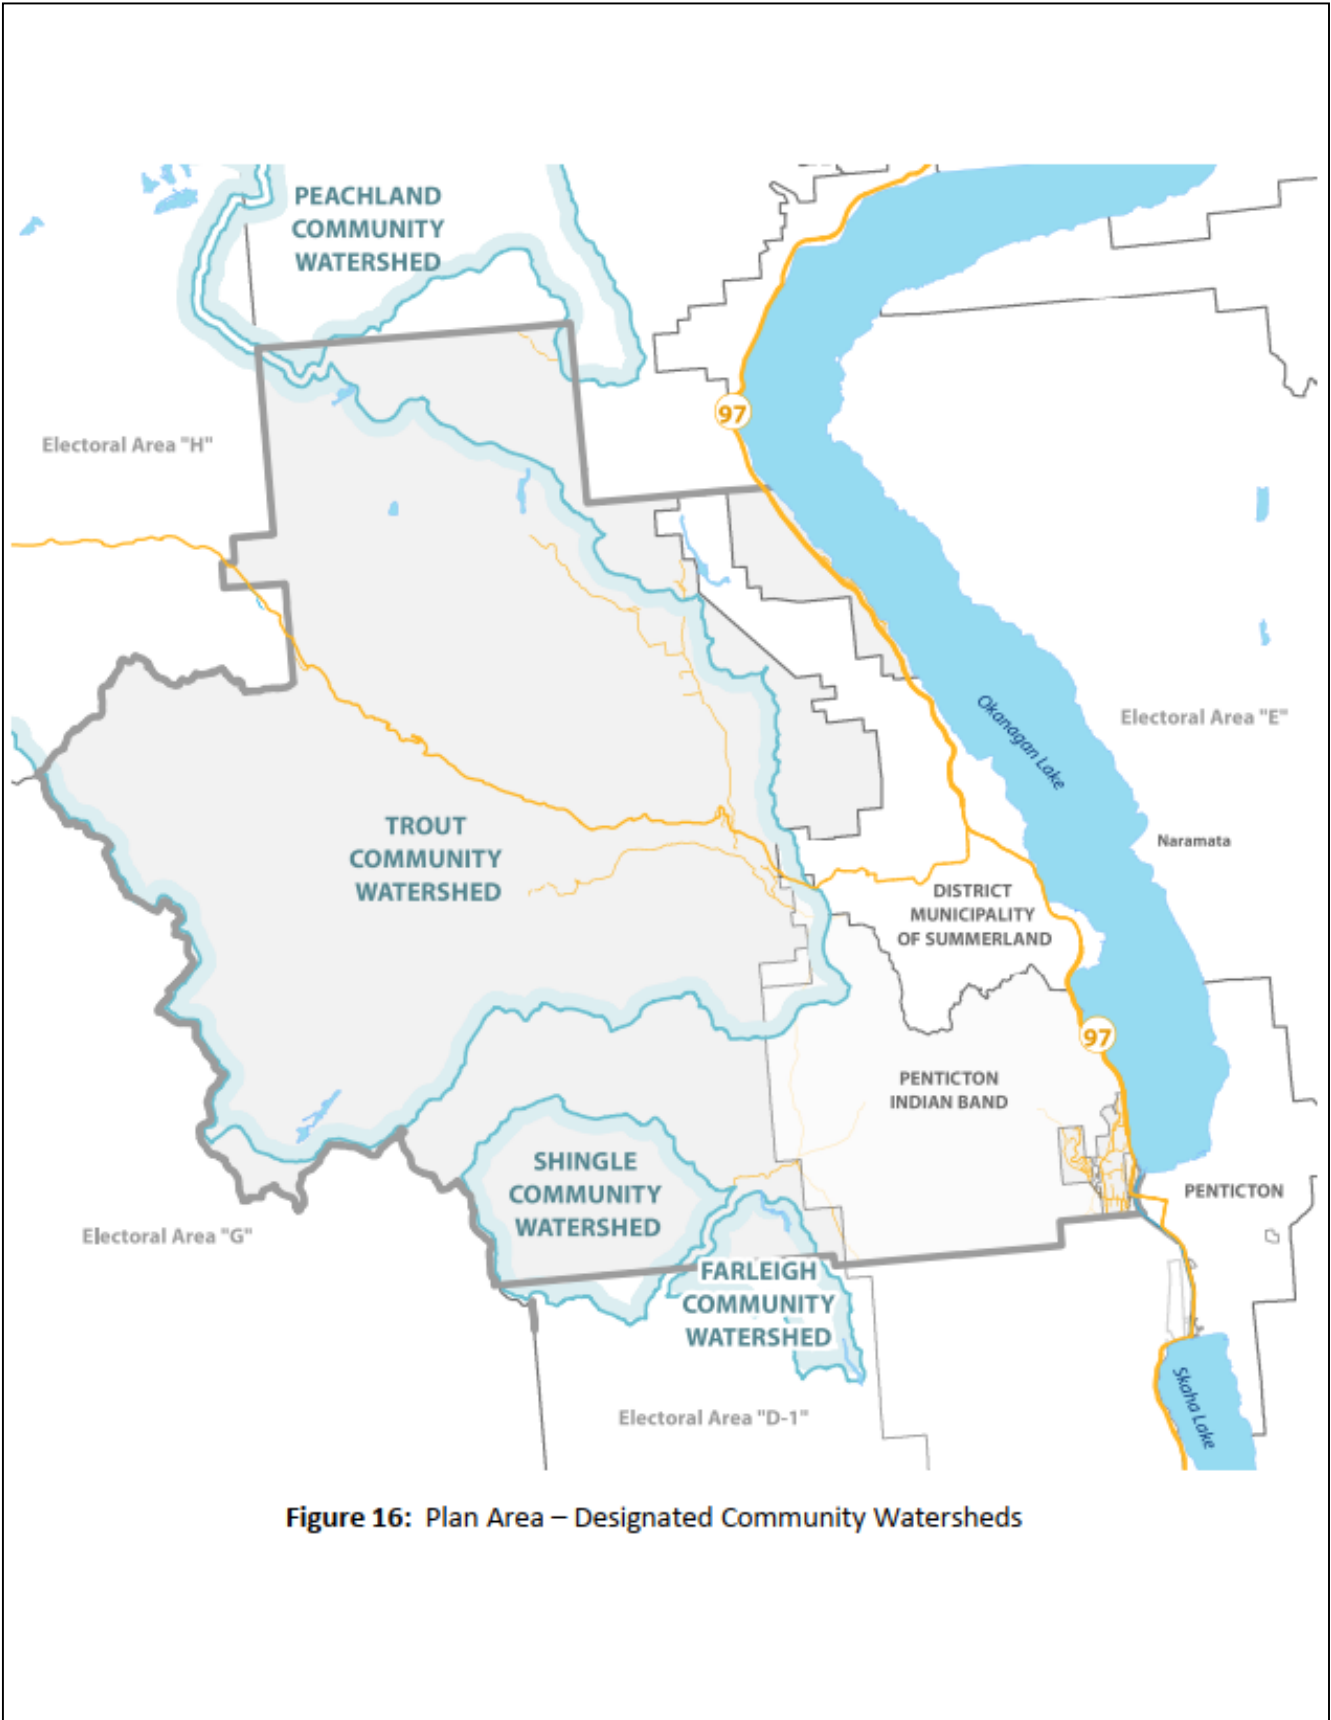 PEACHLAND
COMMUNITY
WATERSHED
97
Electoral Area "H"
Okanagan Lake
Electoral Area "E"
TROUT
COMMUNITY
WATERSHED
Naramata
DISTRICT
MUNICIPALITY
OF SUMMERLAND
97
PENTICTON
INDIAN BAND
SHINGLE
COMMUNITY
WATERSHED
PENTICTON
Electoral Area "G"
FARLEIGH
COMMUNITY
WATERSHED
Skaha Lake
Electoral Area "D-1"
Figure 16: Plan Area – Designated Community Watersheds